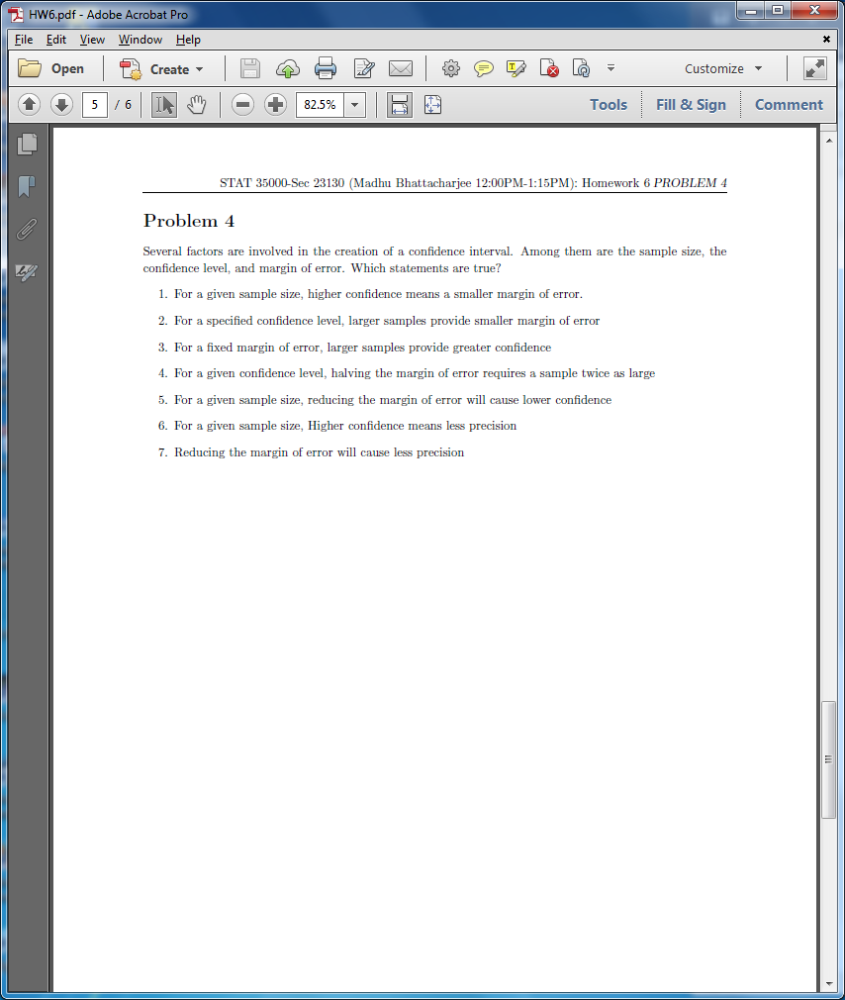 HW6.pdf - Adobe Acrobat Pro
File Edit View Window Help
Open Create Customize
5 / 6 82.5% Tools Fill & Sign Comment
STAT 35000-Sec 23130 (Madhu Bhattacharjee 12:00PM-1:15PM): Homework 6 PROBLEM 4
Problem 4
Several factors are involved in the creation of a confidence interval. Among them are the sample size, the
confidence level, and margin of error. Which statements are true?
1. For a given sample size, higher confidence means a smaller margin of error.
2. For a specified confidence level, larger samples provide smaller margin of error
3. For a fixed margin of error, larger samples provide greater confidence
4. For a given confidence level, halving the margin of error requires a sample twice as large
5. For a given sample size, reducing the margin of error will cause lower confidence
6. For a given sample size, Higher confidence means less precision
7. Reducing the margin of error will cause less precision